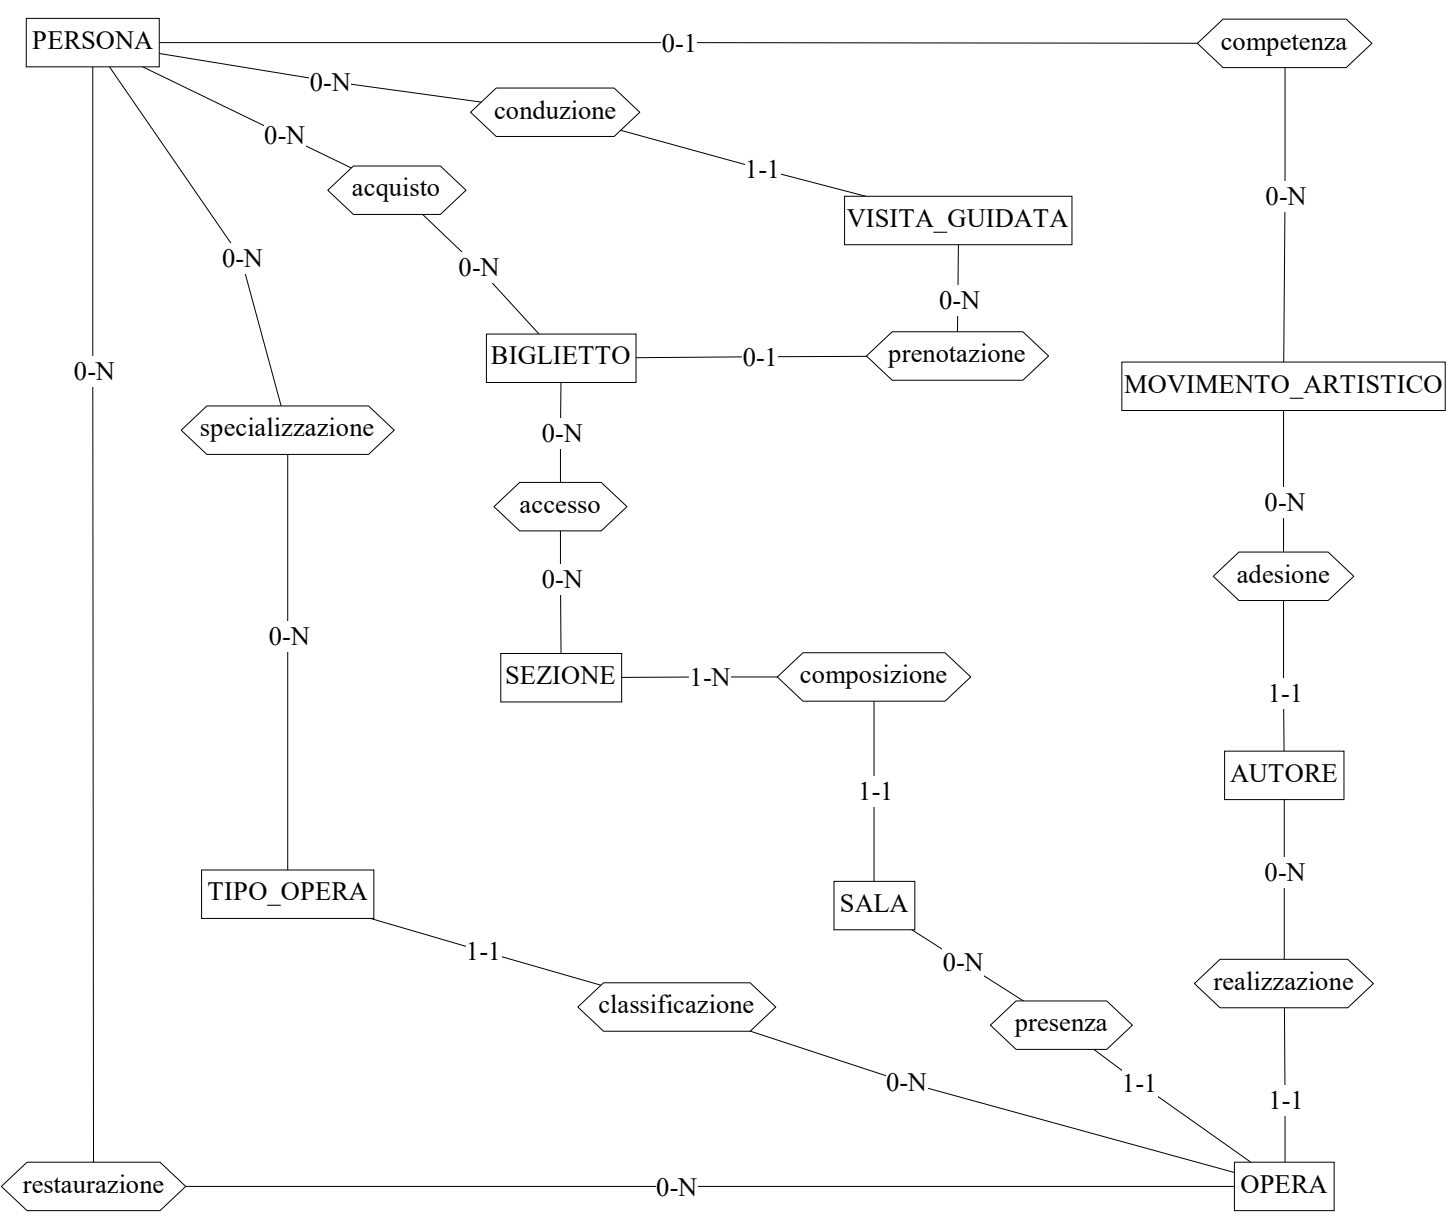 PERSONA
0-1
competenza
0-N
conduzione
0-N
acquisto
1-1
0-N
VISITA_GUIDATA
0-N
0-N
0-N
BIGLIETTO
0-1
prenotazione
0-N
MOVIMENTO_ARTISTICO
specializzazione
0-N
0-N
accesso
adesione
0-N
0-N
SEZIONE
1-N
composizione
1-1
AUTORE
1-1
0-N
TIPO_OPERA
SALA
1-1
0-N
realizzazione
classificazione
presenza
0-N
1-1
1-1
restaurazione
0-N
OPERA